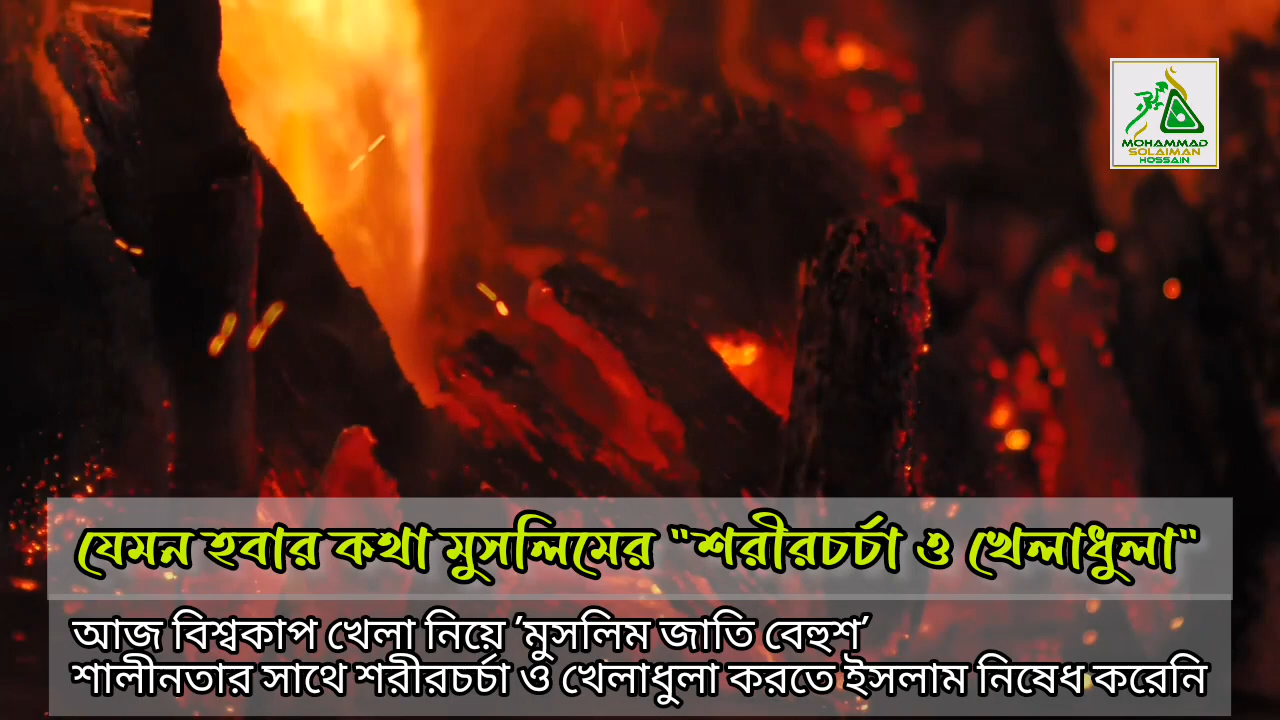 MOHAMMAD
SOLAIMAN
HOSSAIN
যেমন হবার কথা মুসলিমের "শরীরচর্চা ও খেলাধুলা"
আজ বিশ্বকাপ খেলা নিয়ে ‘মুসলিম জাতি বেহুশ’
শালীনতার সাথে শরীরচর্চা ও খেলাধুলা করতে ইসলাম নিষেধ করেনি